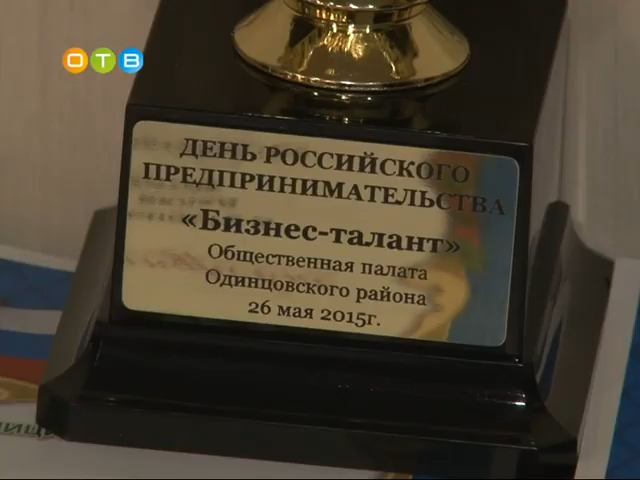 ОТВ
ДЕНЬ РОССИЙСКОГО
ПРЕДПРИНИМАТЕЛЬСТВА
«Бизнес-талант»
Общественная палата
Одинцовского района
26 мая 2015г.